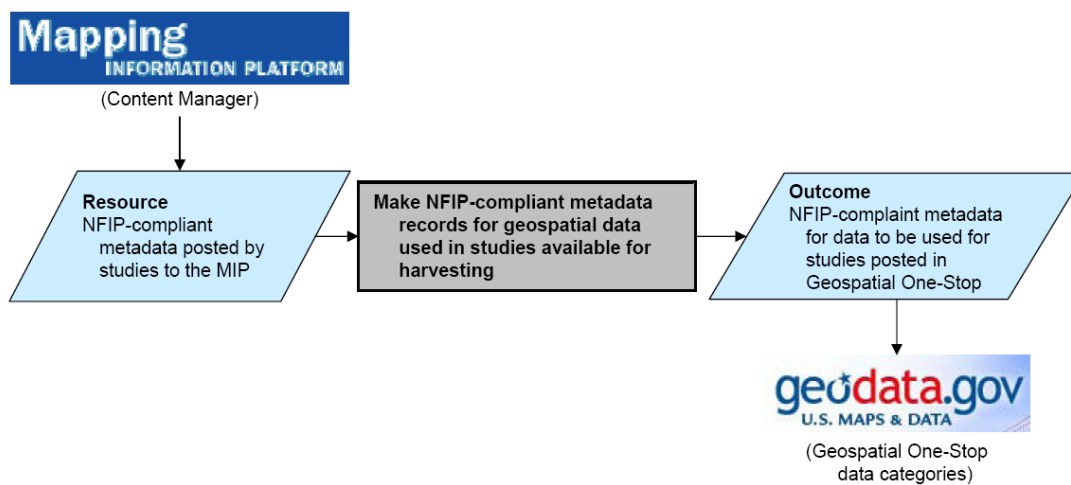 Mapping
INFORMATION PLATFORM
(Content Manager)
Resource
NFIP-compliant
metadata posted by
studies to the MIP
Make NFIP-compliant metadata
records for geospatial data
used in studies available for
harvesting
Outcome
NFIP-complaint metadata
for data to be used for
studies posted in
Geospatial One-Stop
geodata.gov
U.S. MAPS & DATA
(Geospatial One-Stop
data categories)